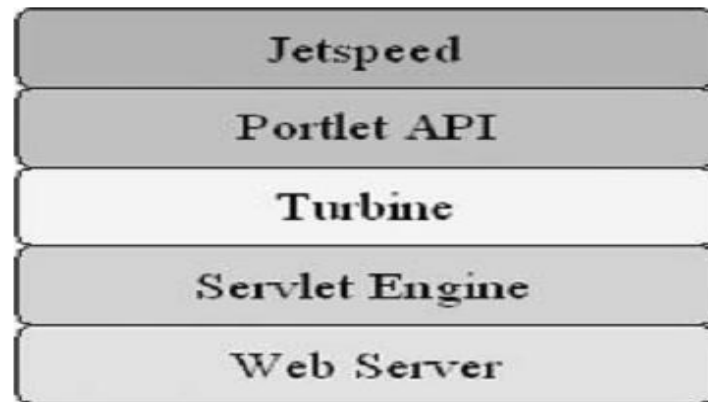 Jetspeed
Portlet API
Turbine
Servlet Engine
Web Server